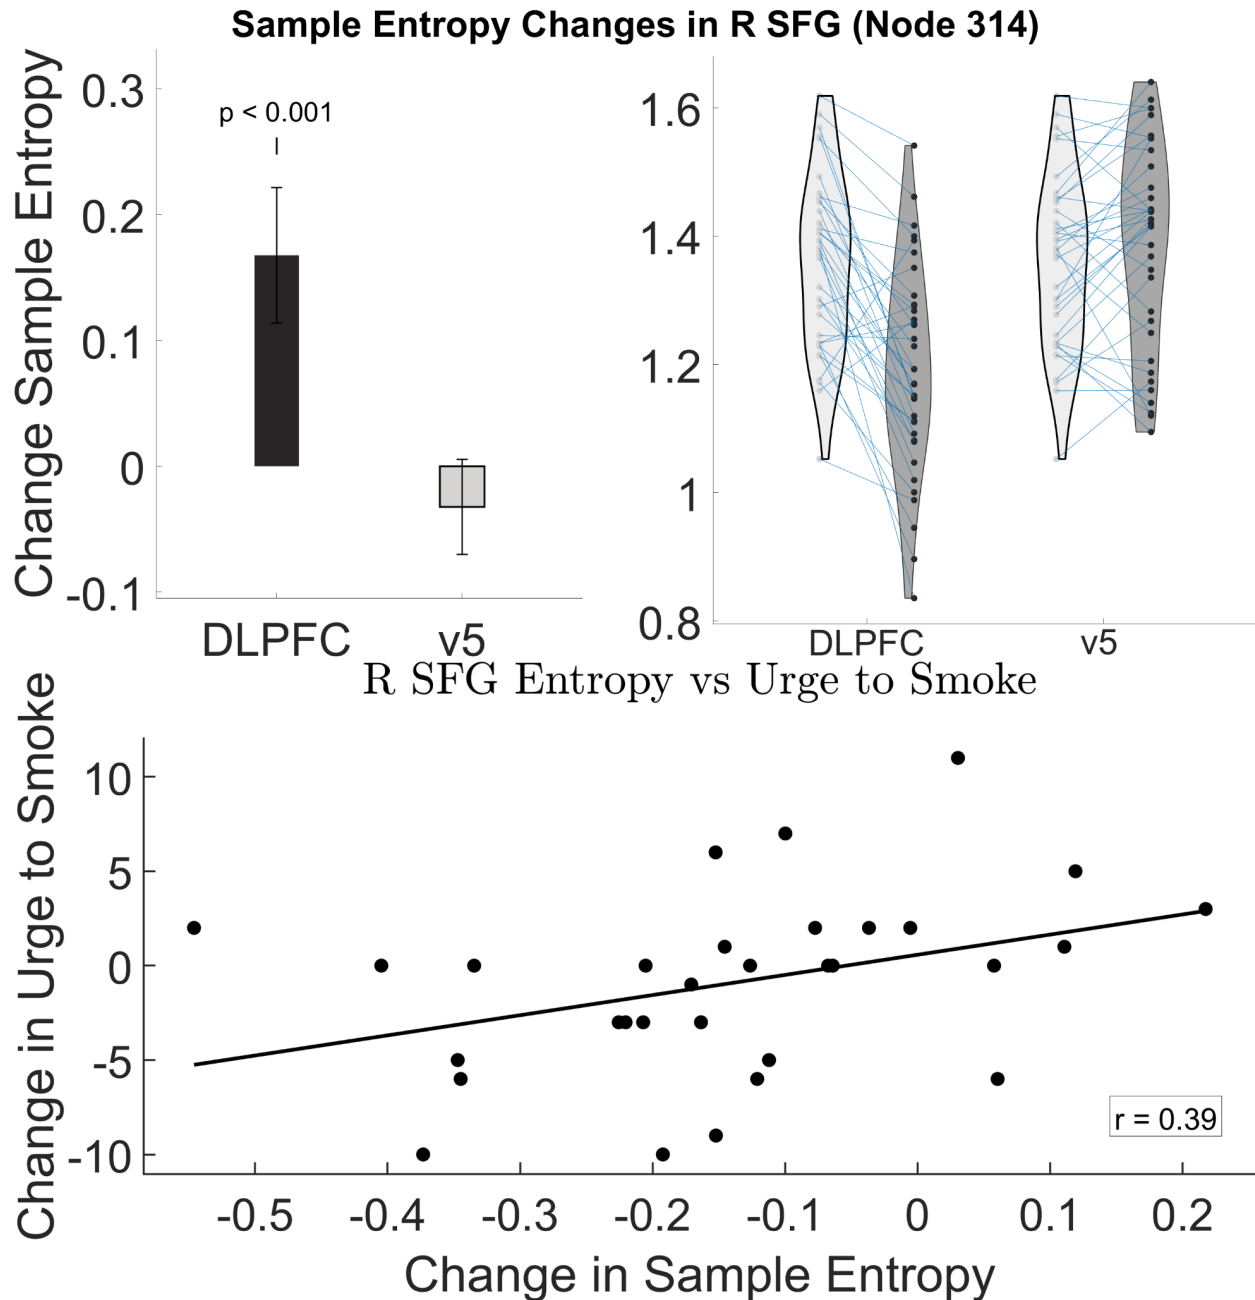 Sample Entropy Changes in R SFG (Node 314)
Change Sample Entropy
0.3
0.2
0.1
0
-0.1
p < 0.001
DLPFC
v5
1.6
1.4
1.2
1
0.8
DLPFC
v5
R SFG Entropy vs Urge to Smoke
Change in Urge to Smoke
10
5
0
-5
-10
r = 0.39
-0.5
-0.4
-0.3
-0.2
-0.1
0
0.1
0.2
Change in Sample Entropy